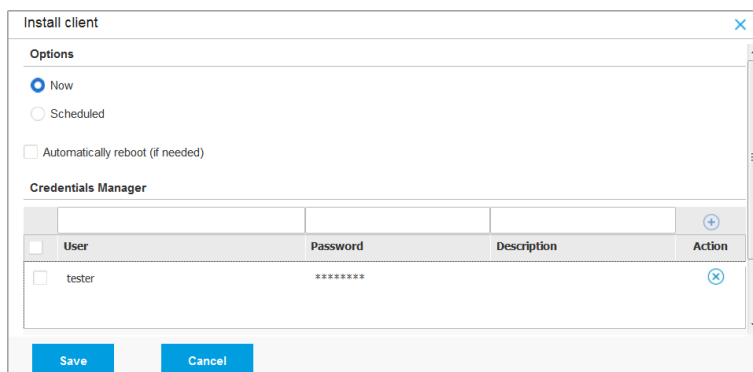 Install client
Options
Now
Scheduled
Automatically reboot (if needed)
Credentials Manager
User Password Description Action
tester ********
Save Cancel